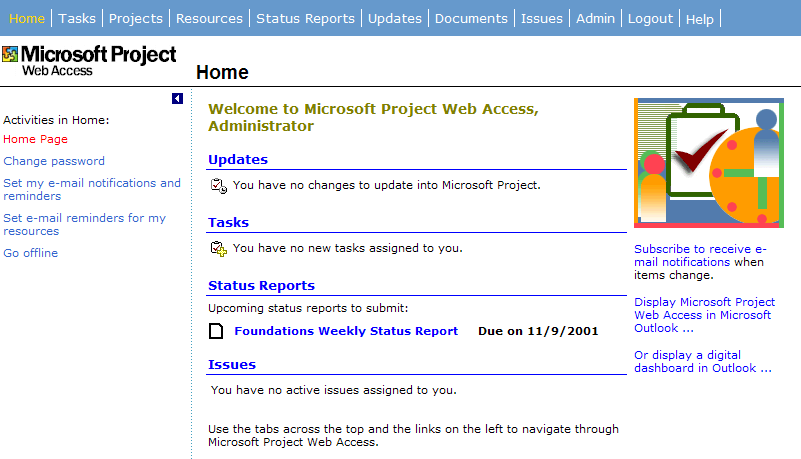 Home Tasks Projects Resources Status Reports Updates Documents Issues Admin Logout Help
Microsoft Project
Web Access
Home
Activities in Home:
Home Page
Change password
Set my e-mail notifications and
reminders
Set e-mail reminders for my
resources
Go offline
Welcome to Microsoft Project Web Access,
Administrator
Updates
You have no changes to update into Microsoft Project.
Tasks
You have no new tasks assigned to you.
Status Reports
Upcoming status reports to submit:
Foundations Weekly Status Report Due on 11/9/2001
Issues
You have no active issues assigned to you.
Use the tabs across the top and the links on the left to navigate through
Microsoft Project Web Access.
Subscribe to receive e-
mail notifications when
items change.
Display Microsoft Project
Web Access in Microsoft
Outlook ...
Or display a digital
dashboard in Outlook ...